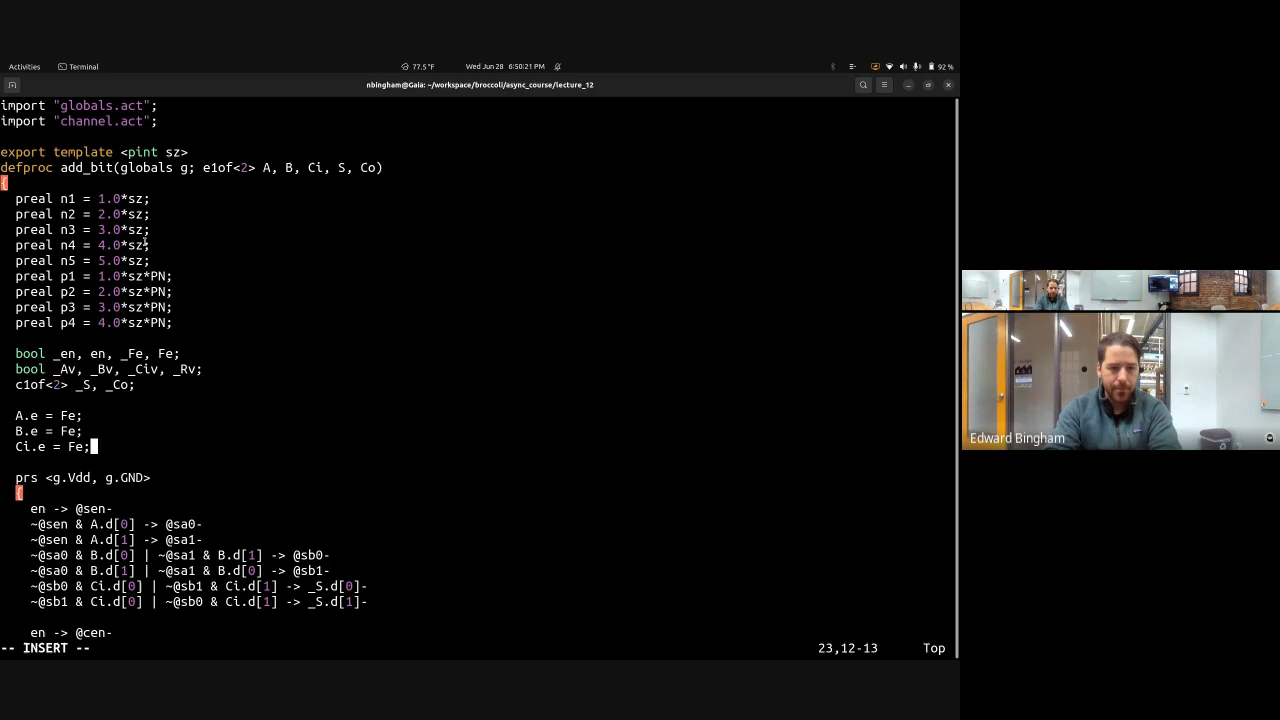 Activities Terminal 77.5 °F Wed Jun 28 6:50:21 PM 92 %
nbingham@Gaia: ~/workspace/broccoli/async_course/lecture_12
import "globals.act";
import "channel.act";
export template <pint sz>
defproc add_bit(globals g; e1of<2> A, B, Ci, S, Co)
{
preal n1 = 1.0*sz;
preal n2 = 2.0*sz;
preal n3 = 3.0*sz;
preal n4 = 4.0*sz;
preal n5 = 5.0*sz;
preal p1 = 1.0*sz*PN;
preal p2 = 2.0*sz*PN;
preal p3 = 3.0*sz*PN;
preal p4 = 4.0*sz*PN;
bool _en, en, _Fe, Fe;
bool _Av, _Bv, _Civ, _Rv;
c1of<2> _S, _Co;
A.e = Fe;
B.e = Fe;
Ci.e = Fe;
prs <g.Vdd, g.GND>
{
en -> @sen-
~@sen & A.d[0] -> @sa0-
~@sen & A.d[1] -> @sa1-
~@sa0 & B.d[0] | ~@sa1 & B.d[1] -> @sb0-
~@sa0 & B.d[1] | ~@sa1 & B.d[0] -> @sb1-
~@sb0 & Ci.d[0] | ~@sb1 & Ci.d[1] -> _S.d[0]-
~@sb1 & Ci.d[0] | ~@sb0 & Ci.d[1] -> _S.d[1]-
en -> @cen-
-- INSERT -- 23,12-13 Top
Edward Bingham